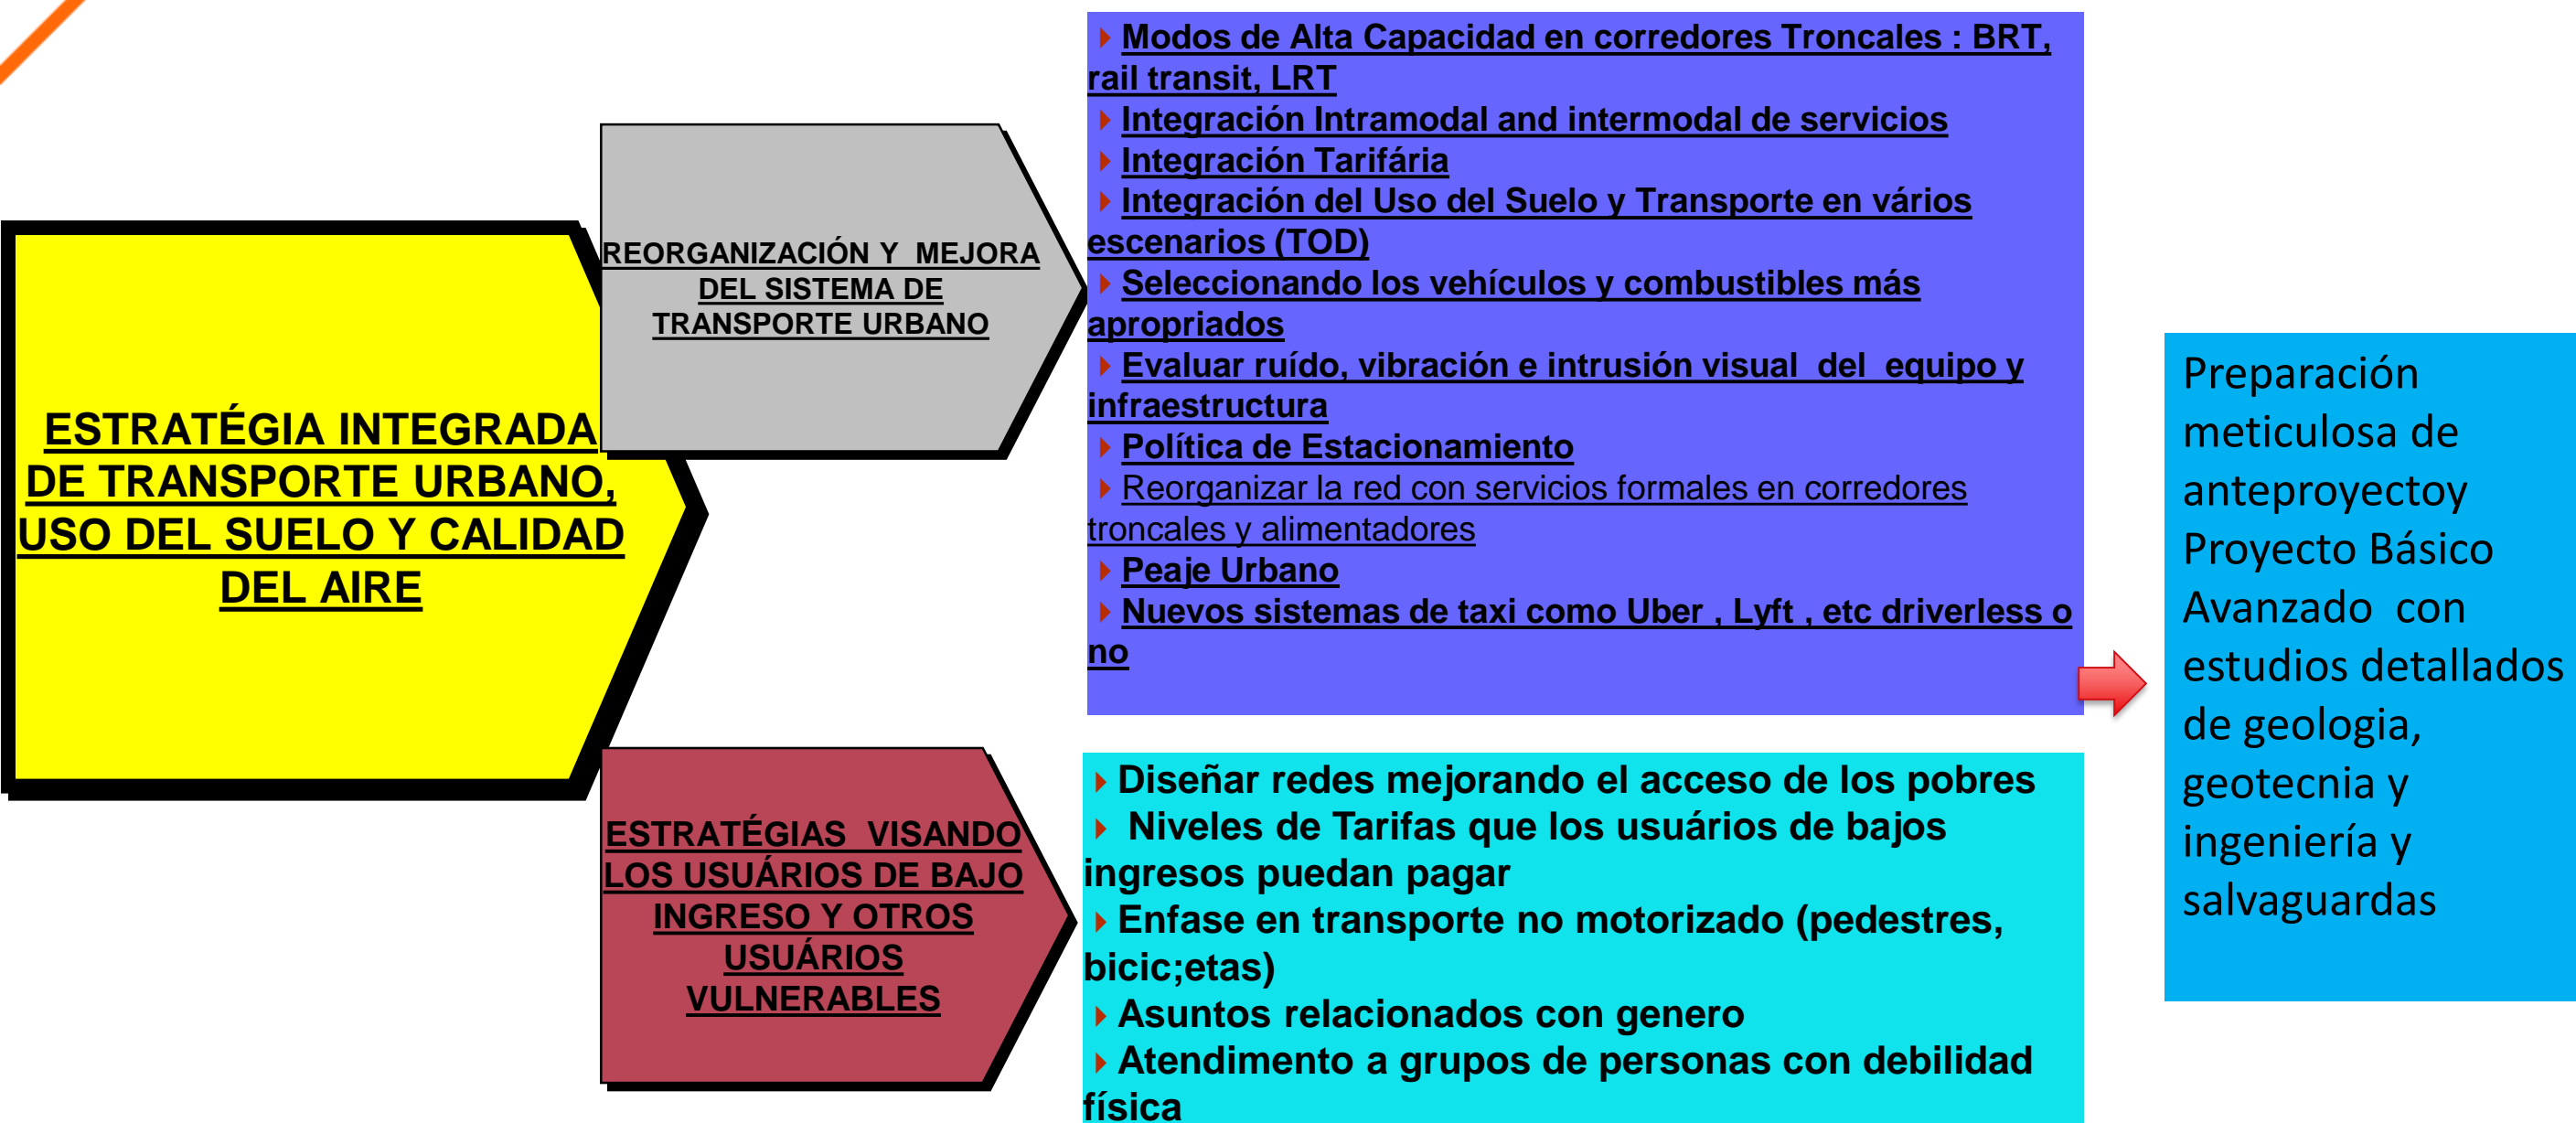 ESTRATÉGIA INTEGRADA
DE TRANSPORTE URBANO,
USO DEL SUELO Y CALIDAD
DEL AIRE
REORGANIZACIÓN Y MEJORA
DEL SISTEMA DE
TRANSPORTE URBANO
Modos de Alta Capacidad en corredores Troncales : BRT,
rail transit, LRT
Integración Intramodal and intermodal de servicios
Integración Tarifária
Integración del Uso del Suelo y Transporte en vários
escenarios (TOD)
Seleccionando los vehículos y combustibles más
apropiados
Evaluar ruído, vibración e intrusión visual del equipo y
infraestructura
Política de Estacionamiento
Reorganizar la red con servicios formales en corredores
troncales y alimentadores
Peaje Urbano
Nuevos sistemas de taxi como Uber , Lyft , etc driverless o
no
ESTRATÉGIAS VISANDO
LOS USUÁRIOS DE BAJO
INGRESO Y OTROS
USUÁRIOS
VULNERABLES
Diseñar redes mejorando el acceso de los pobres
Niveles de Tarifas que los usuários de bajos
ingresos puedan pagar
Enfase en transporte no motorizado (pedestres,
bicic;etas)
Asuntos relacionados con genero
Atendimento a grupos de personas con debilidad
física
Preparación
meticulosa de
anteproyectoy
Proyecto Básico
Avanzado con
estudios detallados
de geologia,
geotecnia y
ingeniería y
salvaguardas